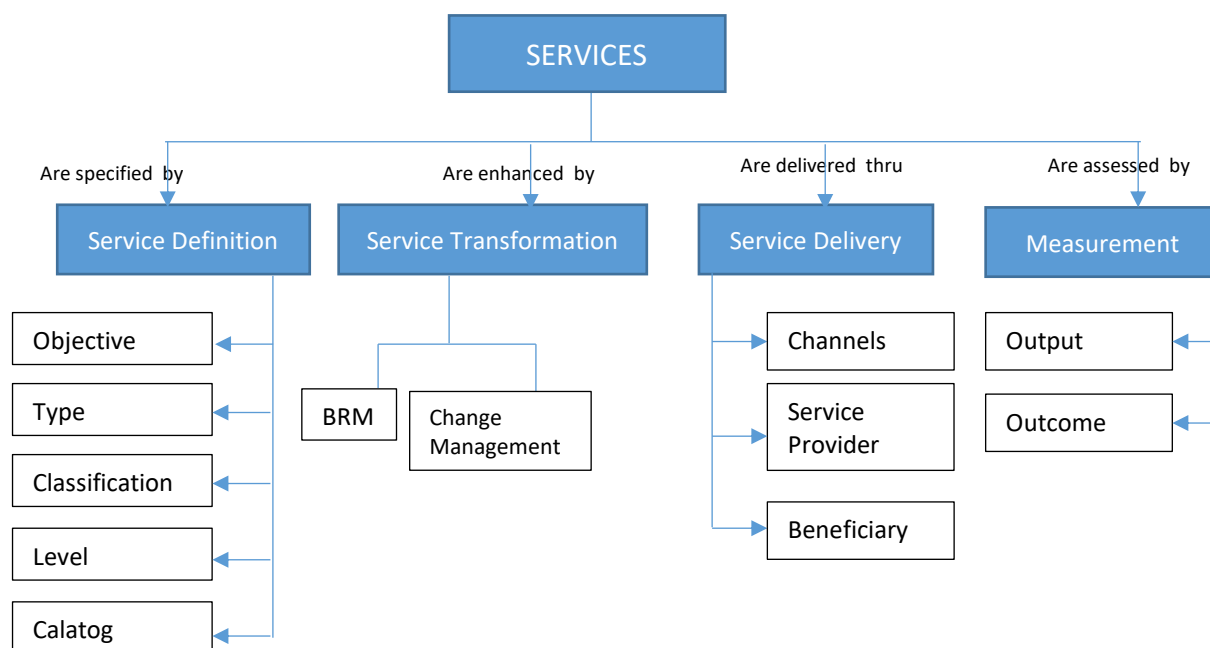 SERVICES
Are specified by
Are enhanced by
Are delivered thru
Are assessed by
Service Definition
Service Transformation
Service Delivery
Measurement
Objective
Type
Classification
Level
Calatog
BRM
Change
Management
Channels
Service
Provider
Beneficiary
Output
Outcome